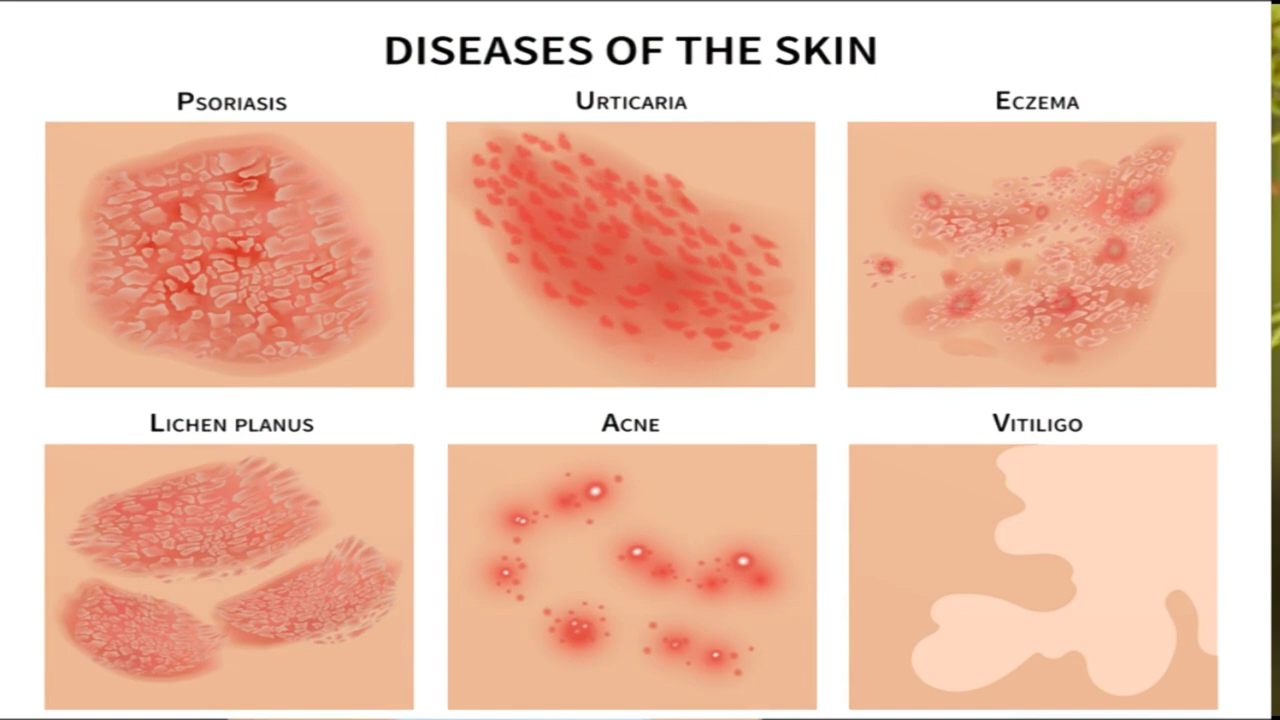 DISEASES OF THE SKIN
PSORIASIS URTICARIA ECZEMA
LICHEN PLANUS ACNE VITILIGO